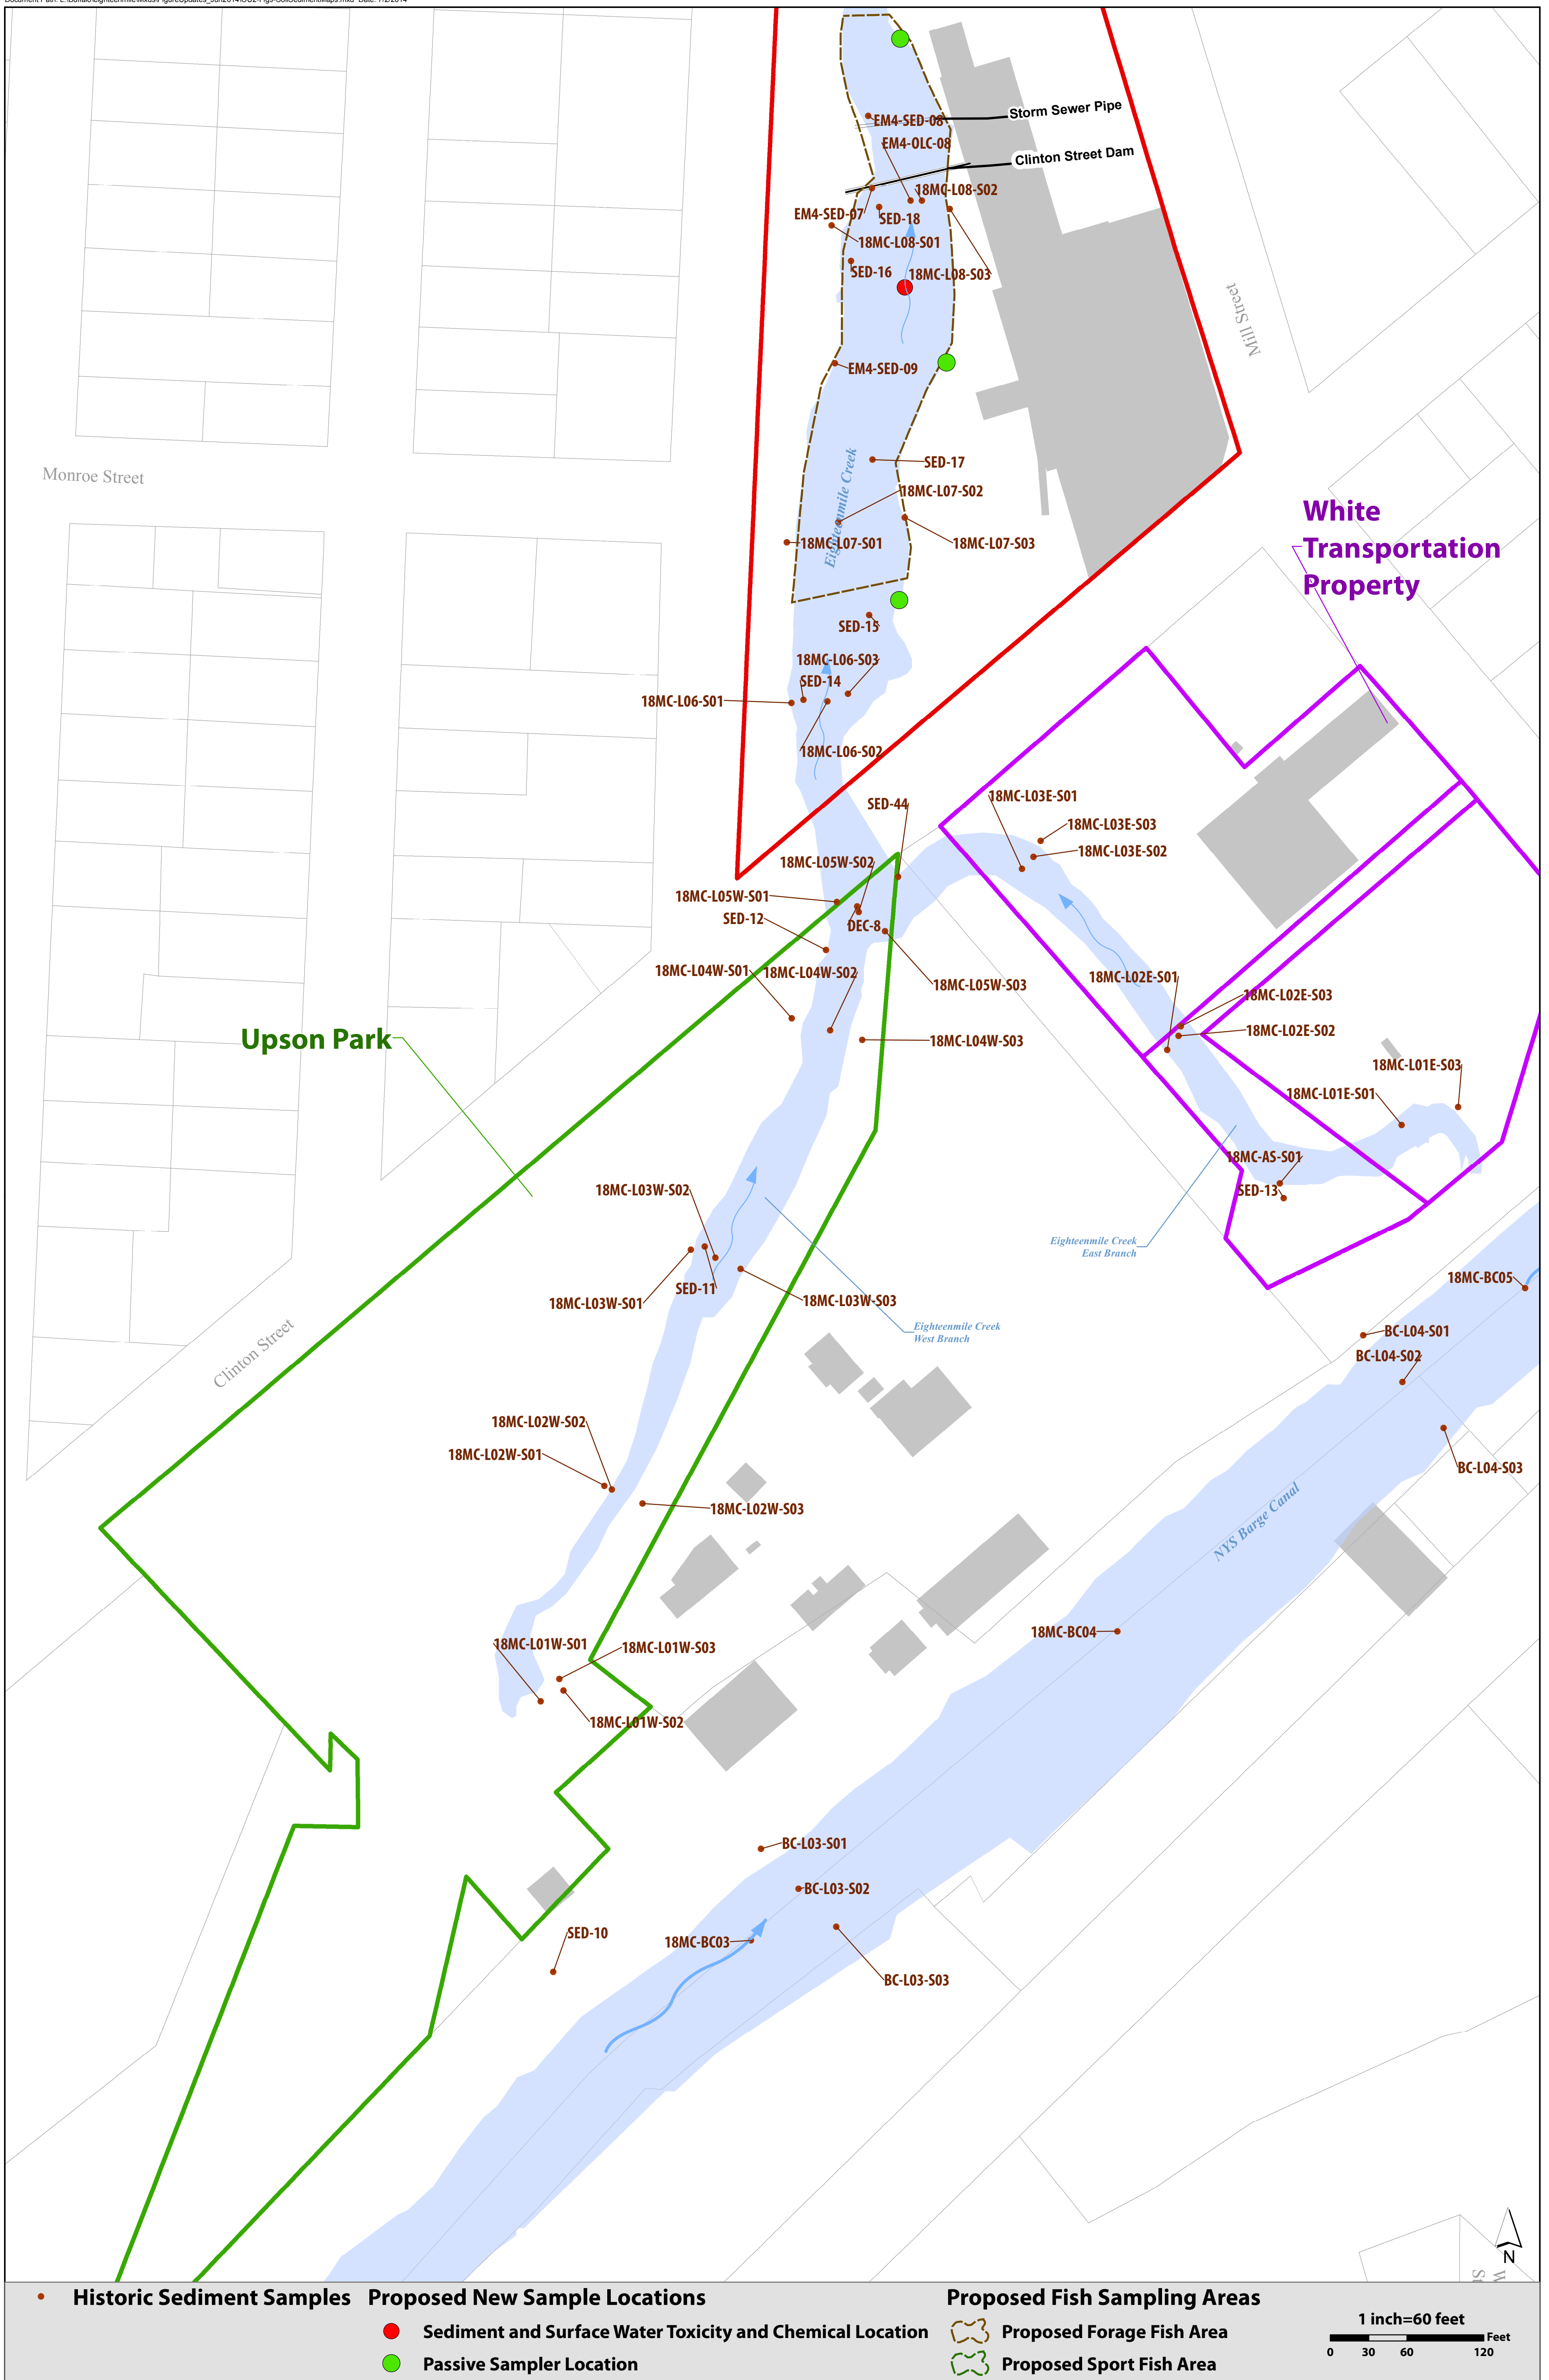 Storm Sewer Pipe
EM4-SED-08
EM4-OLC-08
Clinton Street Dam
18MC-L08-S02
EM4-SED-07
SED-18
18MC-L08-S01
SED-16
18MC-L08-S03
Mill Street
EM4-SED-09
Monroe Street
Eighteenmile Creek
SED-17
18MC-L07-S02
18MC-L07-S01
18MC-L07-S03
White
Transportation
Property
SED-15
18MC-L06-S03
SED-14
18MC-L06-S01
18MC-L06-S02
SED-44
18MC-L03E-S01
18MC-L03E-S03
18MC-L03E-S02
18MC-L05W-S02
18MC-L05W-S01
SED-12
DEC-8
18MC-L04W-S01
18MC-L04W-S02
18MC-L05W-S03
18MC-L02E-S01
18MC-L02E-S03
18MC-L02E-S02
Upson Park
18MC-L04W-S03
18MC-L01E-S03
18MC-L01E-S01
18MC-AS-S01
SED-13
18MC-L03W-S02
Eighteenmile Creek
East Branch
SED-11
18MC-L03W-S01
18MC-L03W-S03
18MC-BC05
Eighteenmile Creek
West Branch
BC-L04-S01
BC-L04-S02
Clinton Street
18MC-L02W-S02
18MC-L02W-S01
BC-L04-S03
18MC-L02W-S03
NYS Barge Canal
18MC-BC04
18MC-L01W-S01
18MC-L01W-S03
18MC-L01W-S02
BC-L03-S01
BC-L03-S02
SED-10
18MC-BC03
BC-L03-S03
N
Historic Sediment Samples
Proposed New Sample Locations
Sediment and Surface Water Toxicity and Chemical Location
Passive Sampler Location
Proposed Fish Sampling Areas
Proposed Forage Fish Area
Proposed Sport Fish Area
1 inch=60 feet
Feet
0 30 60 120